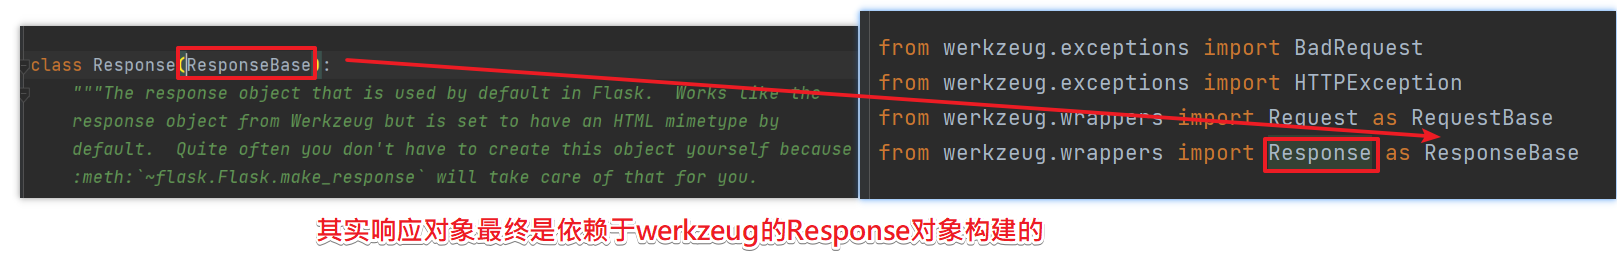 class Response(ResponseBase):
"""The response object that is used by default in Flask.  Works like the
response object from Werkzeug but is set to have an HTML mimetype by
default.  Quite often you don't have to create this object yourself because
:meth:`~flask.Flask.make_response` will take care of that for you.
from werkzeug.exceptions import BadRequest
from werkzeug.exceptions import HTTPException
from werkzeug.wrappers import Request as RequestBase
from werkzeug.wrappers import Response as ResponseBase
其实响应对象最终是依赖于werkzeug的Response对象构建的